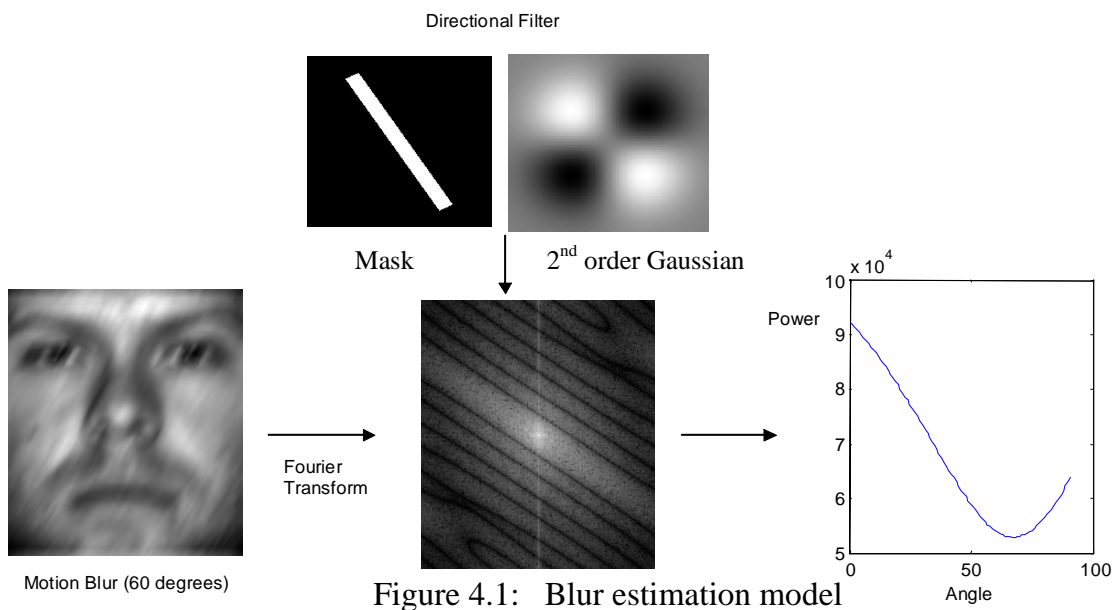 Directional Filter
Mask
2nd order Gaussian
Motion Blur (60 degrees)
Fourier
Transform
x 10^4
Power
10
9
8
7
6
5
0
50
100
Angle
Figure 4.1: Blur estimation model